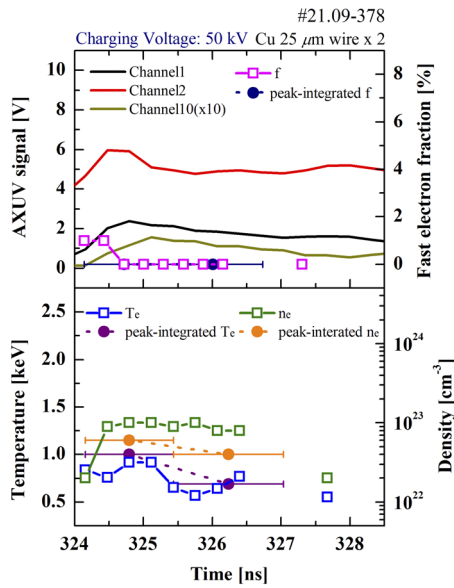 #21.09-378
Charging Voltage: 50 kV Cu 25 μm wire x 2
Channel1
Channel2
Channel10(x10)
f
peak-integrated f
AXUV signal [V]
10
8
6
4
2
0
Fast electron fraction [%]
8
6
4
2
0
Te
peak-integrated Te
ne
peak-interated ne
Temperature [keV]
2.5
2.0
1.5
1.0
0.5
Density [cm-3]
10^24
10^23
10^22
324 325 326 327 328
Time [ns]